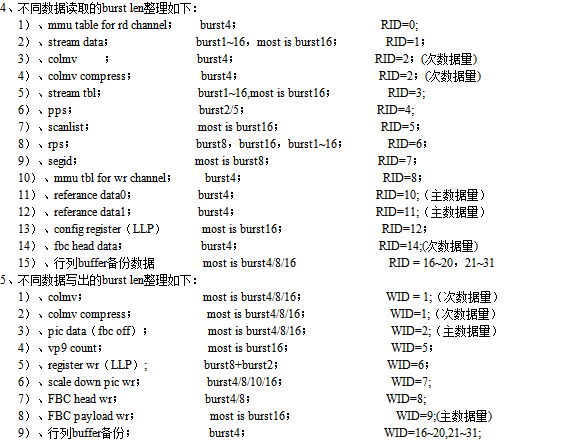 4、不同数据读取的burst len整理如下：
1）、mmu table for rd channel； burst4； RID=0;
2）、stream data； burst1~16，most is burst16； RID=1；
3）、colmv ； burst4； RID=2；(次数据量)
4）、colmv compress； burst4； RID=2；(次数据量)
5）、stream tbl； burst1~16,most is burst16； RID=3;
6）、pps； burst2/5； RID=4;
7）、scanlist； most is burst16； RID=5；
8）、rps； burst8，burst16，burst1~16； RID=6；
9）、segid； most is burst8； RID=7；
10）、mmu tbl for wr channel； burst4； RID=8；
11）、referance data0； burst4； RID=10;（主数据量）
12）、referance data1； burst4； RID=11;（主数据量）
13）、config register（LLP） most is burst16； RID=12；
14）、fbc head data； burst4； RID=14;(次数据量)
15）、行列buffer备份数据 most is burst4/8/16 RID = 16~20，21~31
5、不同数据写出的burst len整理如下：
1）、colmv； most is burst4/8/16； WID = 1;（次数据量）
2）、colmv compress； most is burst4/8/16； WID=1;（次数据量）
3）、pic data（fbc off）； most is burst4/8/16； WID=2;（主数据量）
4）、vp9 count； most is burst16； WID=5；
5）、register wr（LLP）; burst8+burst2； WID=6；
6）、scale down pic wr； burst4/8/10/16； WID=7;
7）、FBC head wr； burst4/8； WID=8;
8）、FBC payload wr； most is burst16； WID=9;(主数据量）
9）、行列buffer备份； burst4； WID=16~20,21~31;